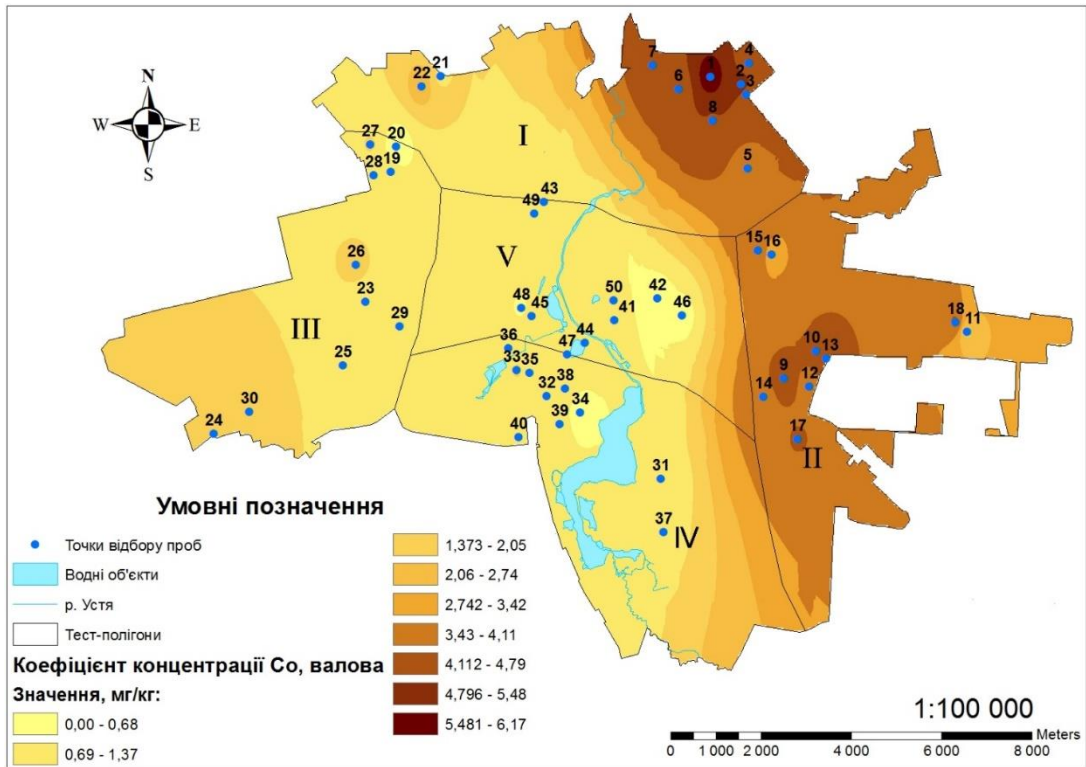 N
W
E
S
21
22
7
1
4
2
3
6
8
27
20
I
28
19
5
43
49
15
16
26
V
23
50
42
48
45
41
46
18
11
III
29
36
44
10
13
33
35
47
25
9
38
12
32
34
14
30
39
24
40
17
II
31
37
IV
Умовні позначення
Точки відбору проб
Водні об'єкти
р. Устя
Тест-полігони
Коефіцієнт концентрації Co, валова
Значення, мг/кг:
0,00 - 0,68
0,69 - 1,37
1,373 - 2,05
2,06 - 2,74
2,742 - 3,42
3,43 - 4,11
4,112 - 4,79
4,796 - 5,48
5,481 - 6,17
1:100 000
Meters
0 1 000 2 000 4 000 6 000 8 000